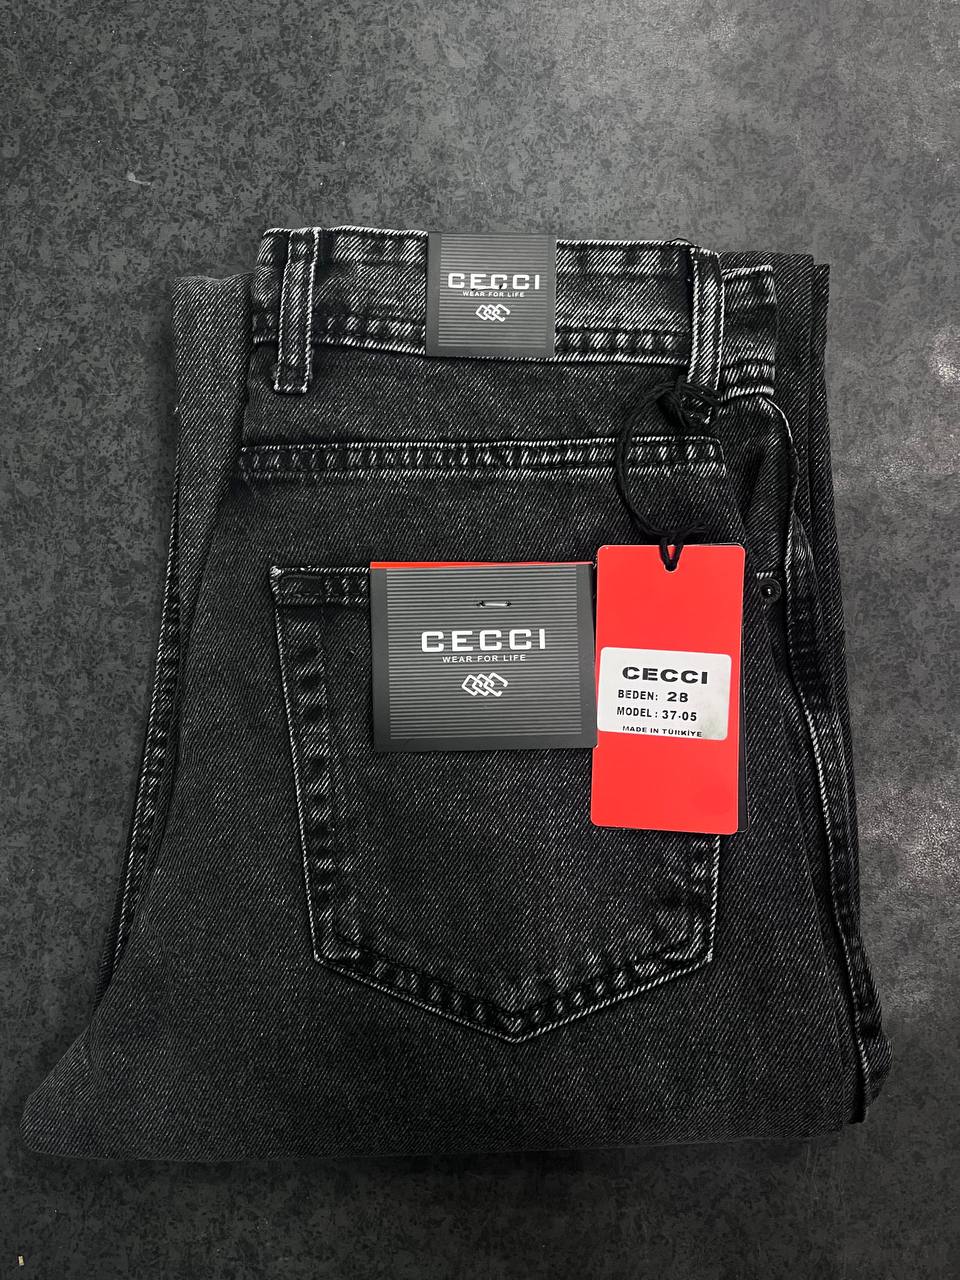 CECCI
WEAR FOR LIFE
CECCI
WEAR FOR LIFE
CECCI
BEDEN: 28
MODEL: 37-05
MADE IN TÜRKİYE